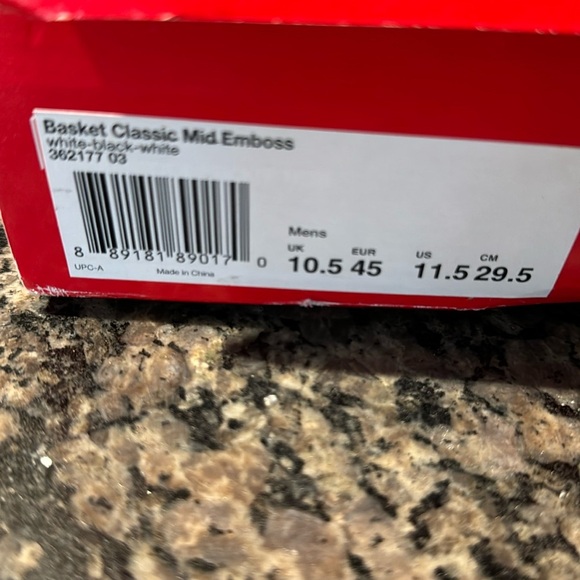 Basket Classic Mid Emboss
white-black-white
362177 03
8 89181 89017 0
UPC-A
Made in China
Mens
UK EUR US CM
10.5 45 11.5 29.5